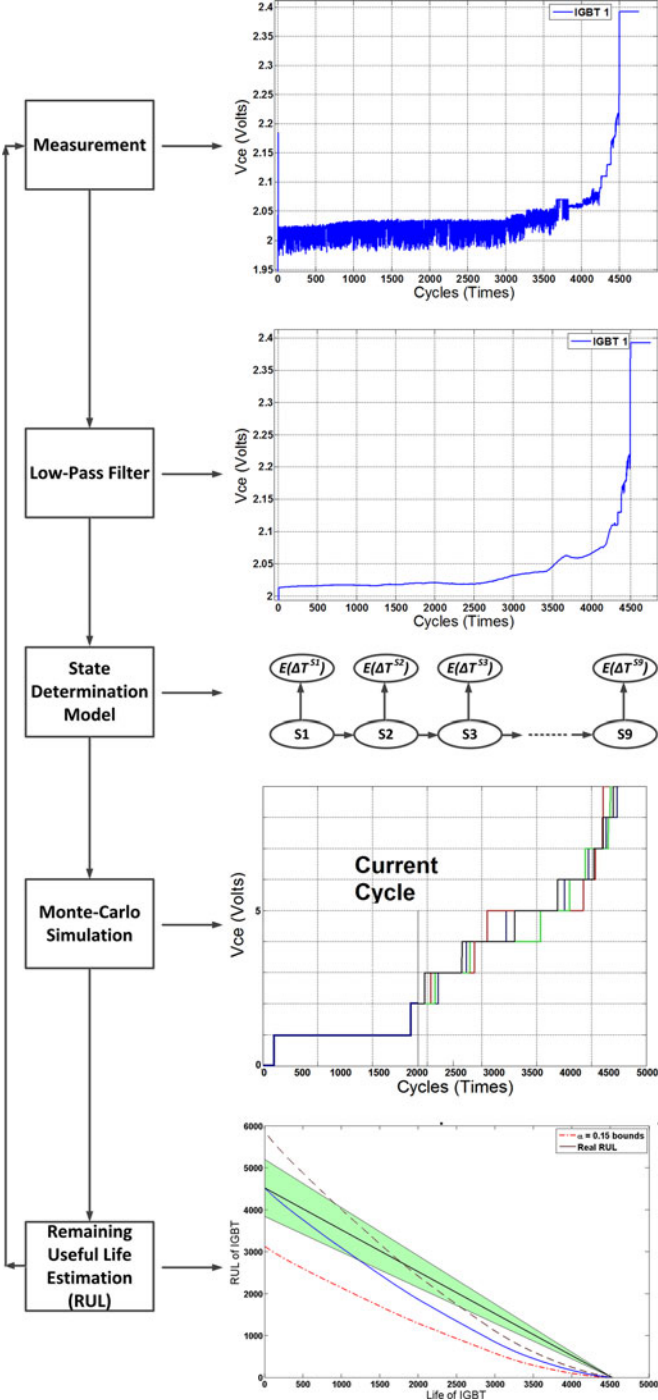 Measurement
IGBT 1
Vce (Volts)
2.4
2.35
2.3
2.25
2.2
2.15
2.1
2.05
2
1.95
0 500 1000 1500 2000 2500 3000 3500 4000 4500
Cycles (Times)
Low-Pass Filter
IGBT 1
Vce (Volts)
2.4
2.35
2.3
2.25
2.2
2.15
2.1
2.05
2
0 500 1000 1500 2000 2500 3000 3500 4000 4500
Cycles (Times)
State
Determination
Model
E(ΔT^S1) E(ΔT^S2) E(ΔT^S3) E(ΔT^S9)
S1 S2 S3 S9
Monte-Carlo
Simulation
Current
Cycle
Vce (Volts)
5
0
0 500 1000 1500 2000 2500 3000 3500 4000 4500 5000
Cycles (Times)
Remaining
Useful Life
Estimation
(RUL)
α = 0.15 bounds
Real RUL
RUL of IGBT
6000
5000
4000
3000
2000
1000
0
0 500 1000 1500 2000 2500 3000 3500 4000 4500 5000
Life of IGBT